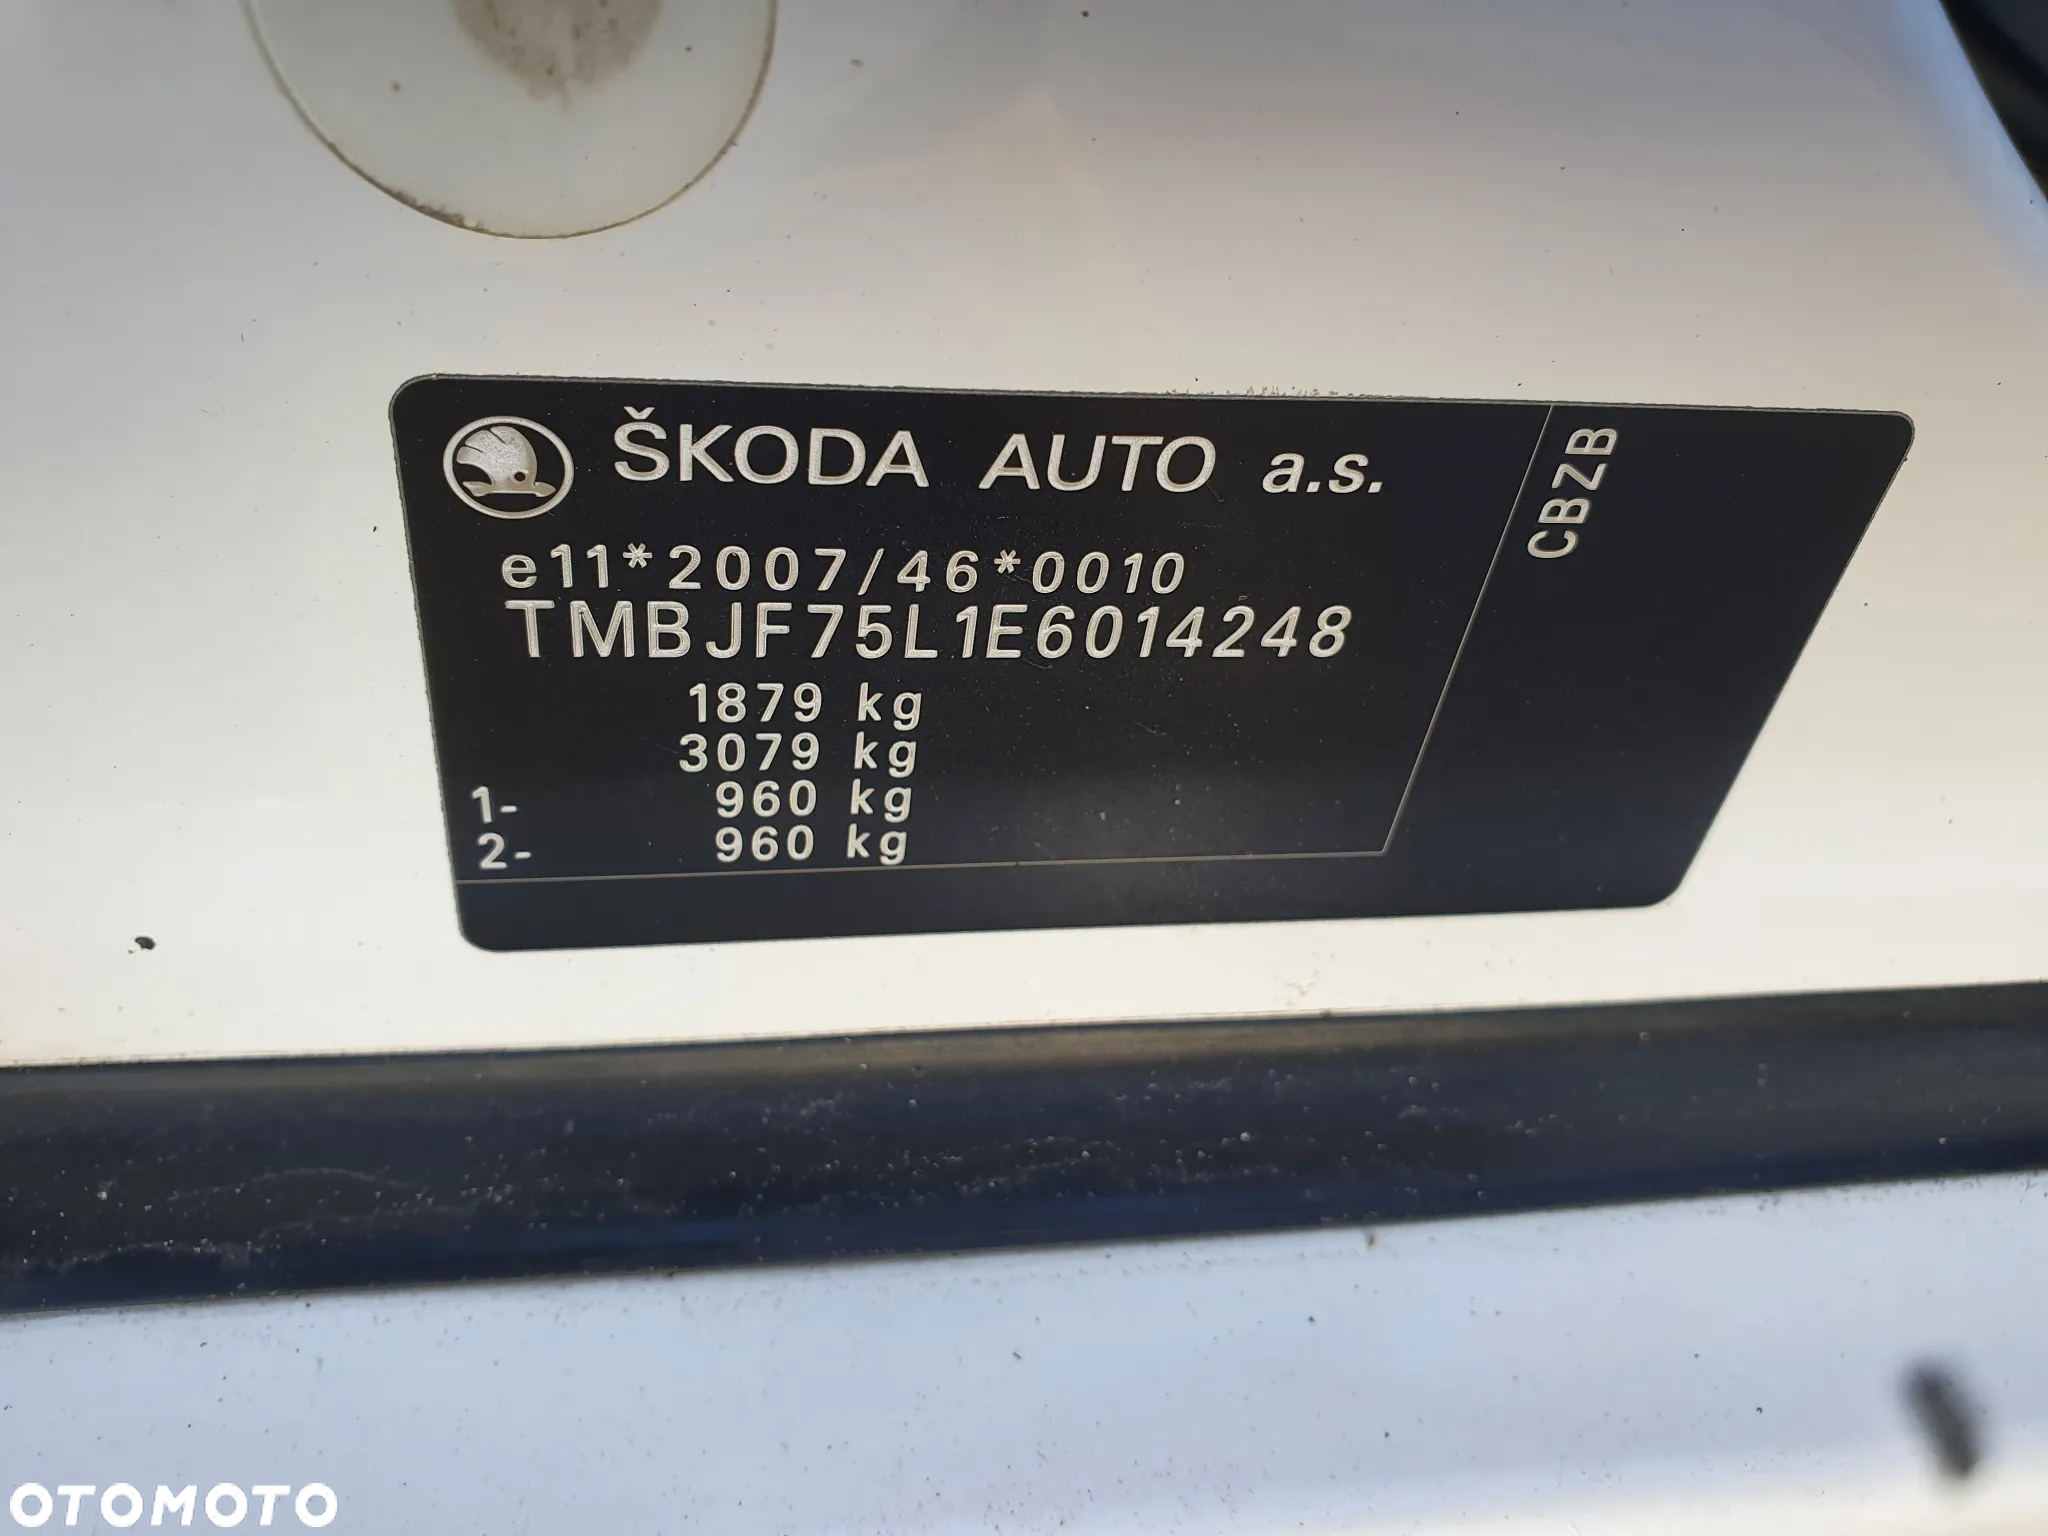 ŠKODA AUTO a.s.
e11*2007/46*0010
TMBJF75L1E6014248
1879 kg
3079 kg
1- 960 kg
2- 960 kg
CBZB
OTOMOTO